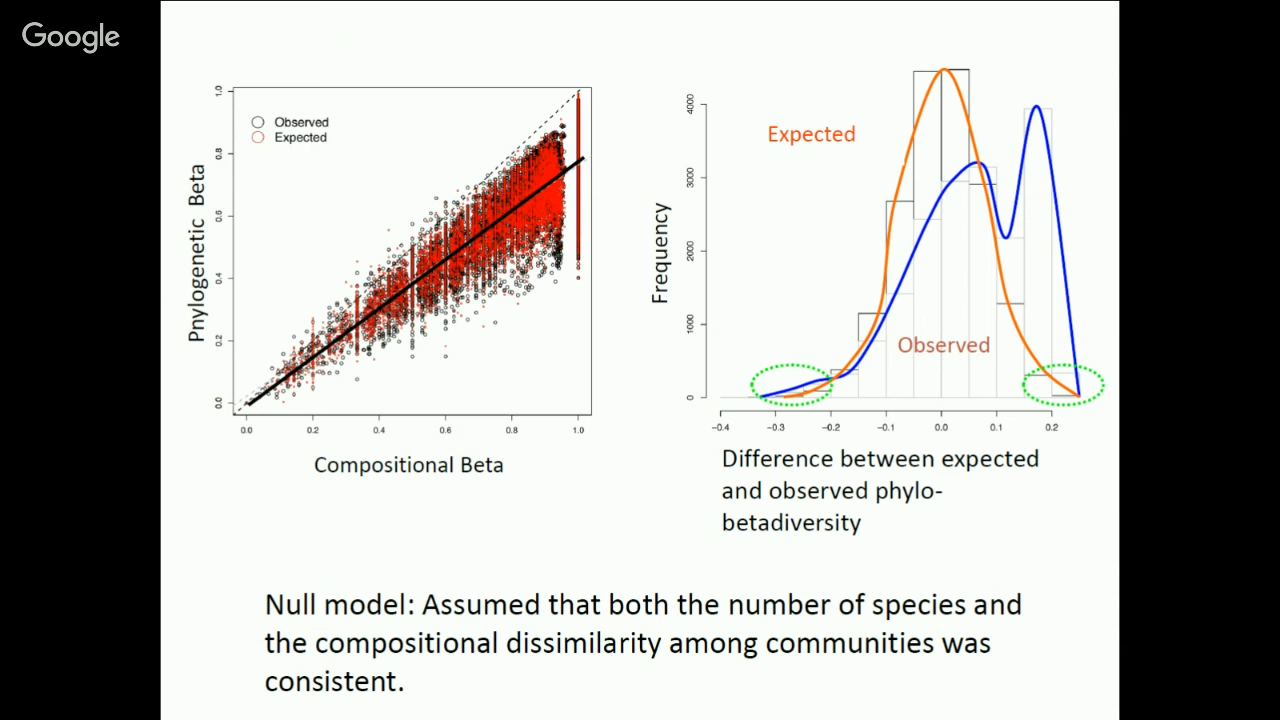 Google
1.0
0.8
0.6
0.4
0.2
0.0
Pnylogenetic Beta
Observed
Expected
0.0 0.2 0.4 0.6 0.8 1.0
Compositional Beta
4000
3000
2000
1000
0
Frequency
Expected
Observed
−0.4 −0.3 −0.2 −0.1 0.0 0.1 0.2
Difference between expected
and observed phylo-
betadiversity
Null model: Assumed that both the number of species and
the compositional dissimilarity among communities was
consistent.